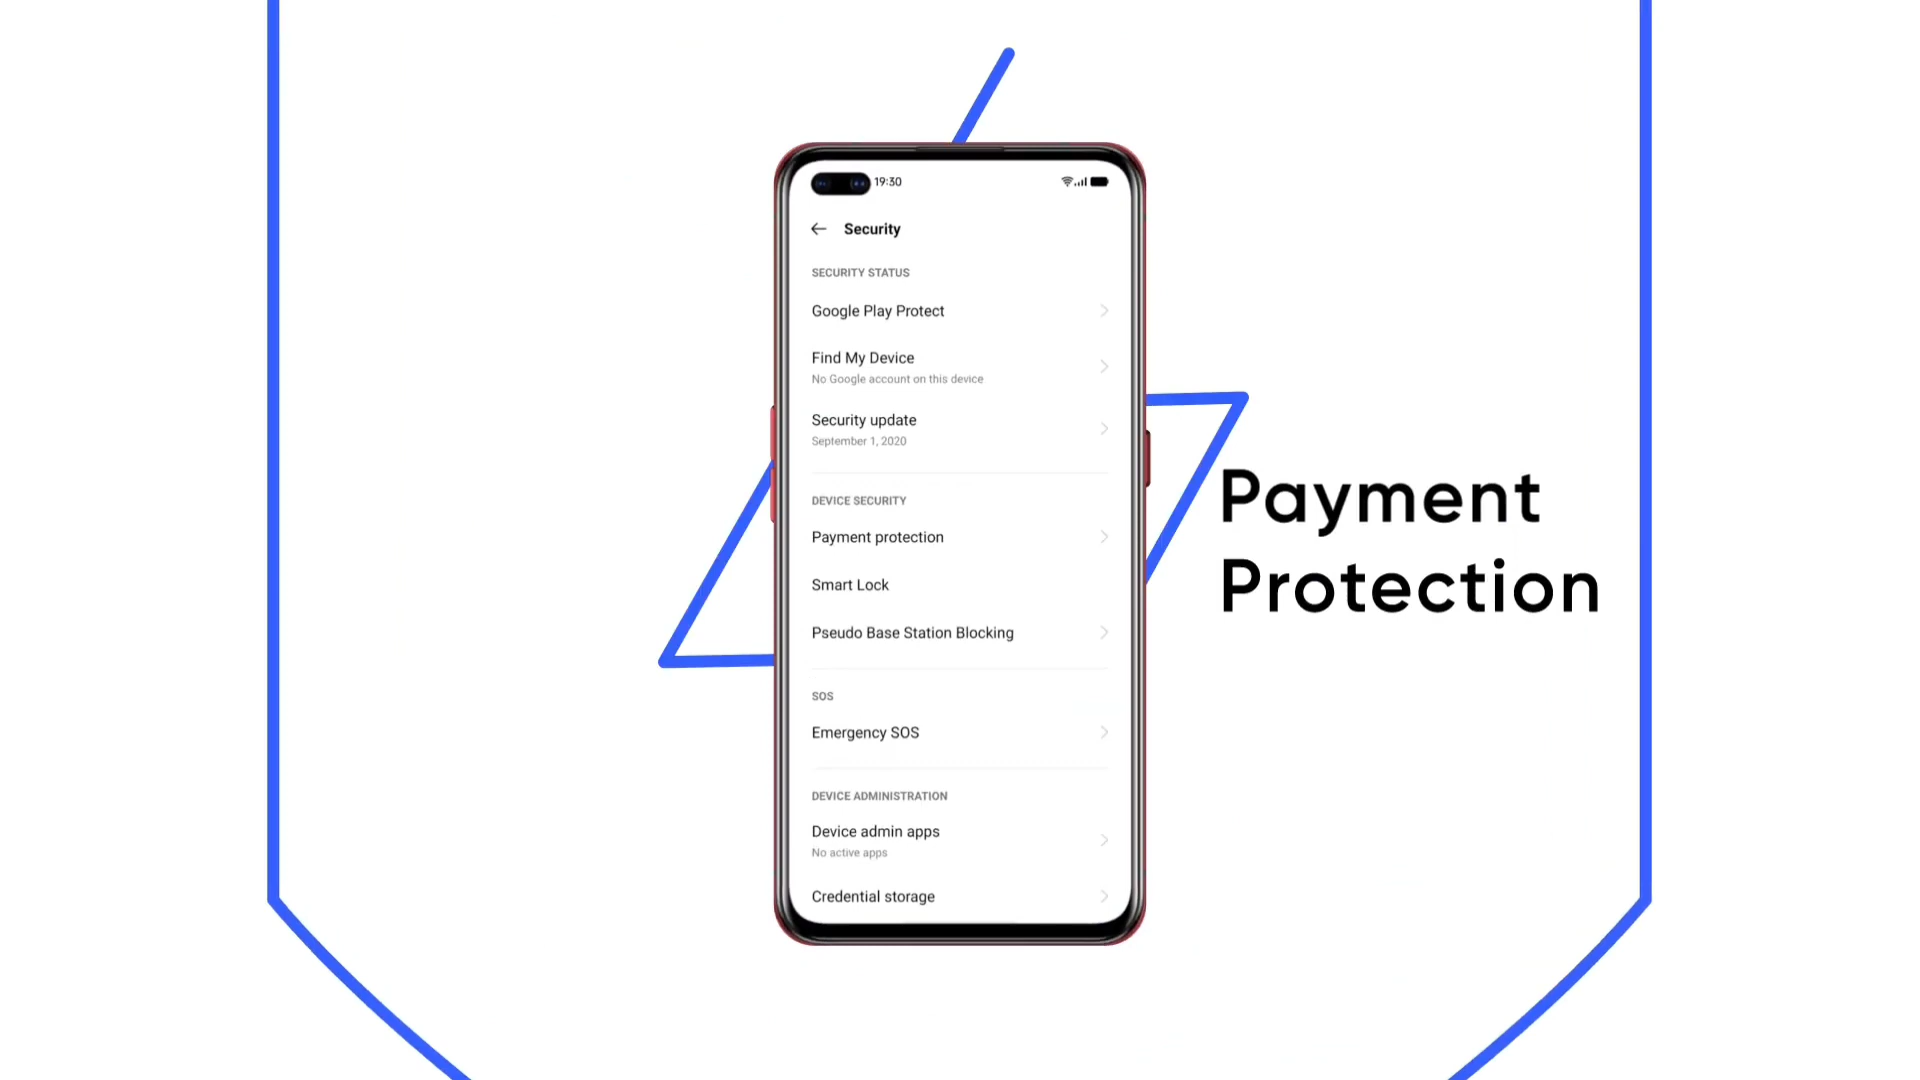 19:30
Security
SECURITY STATUS
Google Play Protect
Find My Device
No Google account on this device
Security update
September 1, 2020
DEVICE SECURITY
Payment protection
Smart Lock
Pseudo Base Station Blocking
SOS
Emergency SOS
DEVICE ADMINISTRATION
Device admin apps
No active apps
Credential storage
Payment
Protection